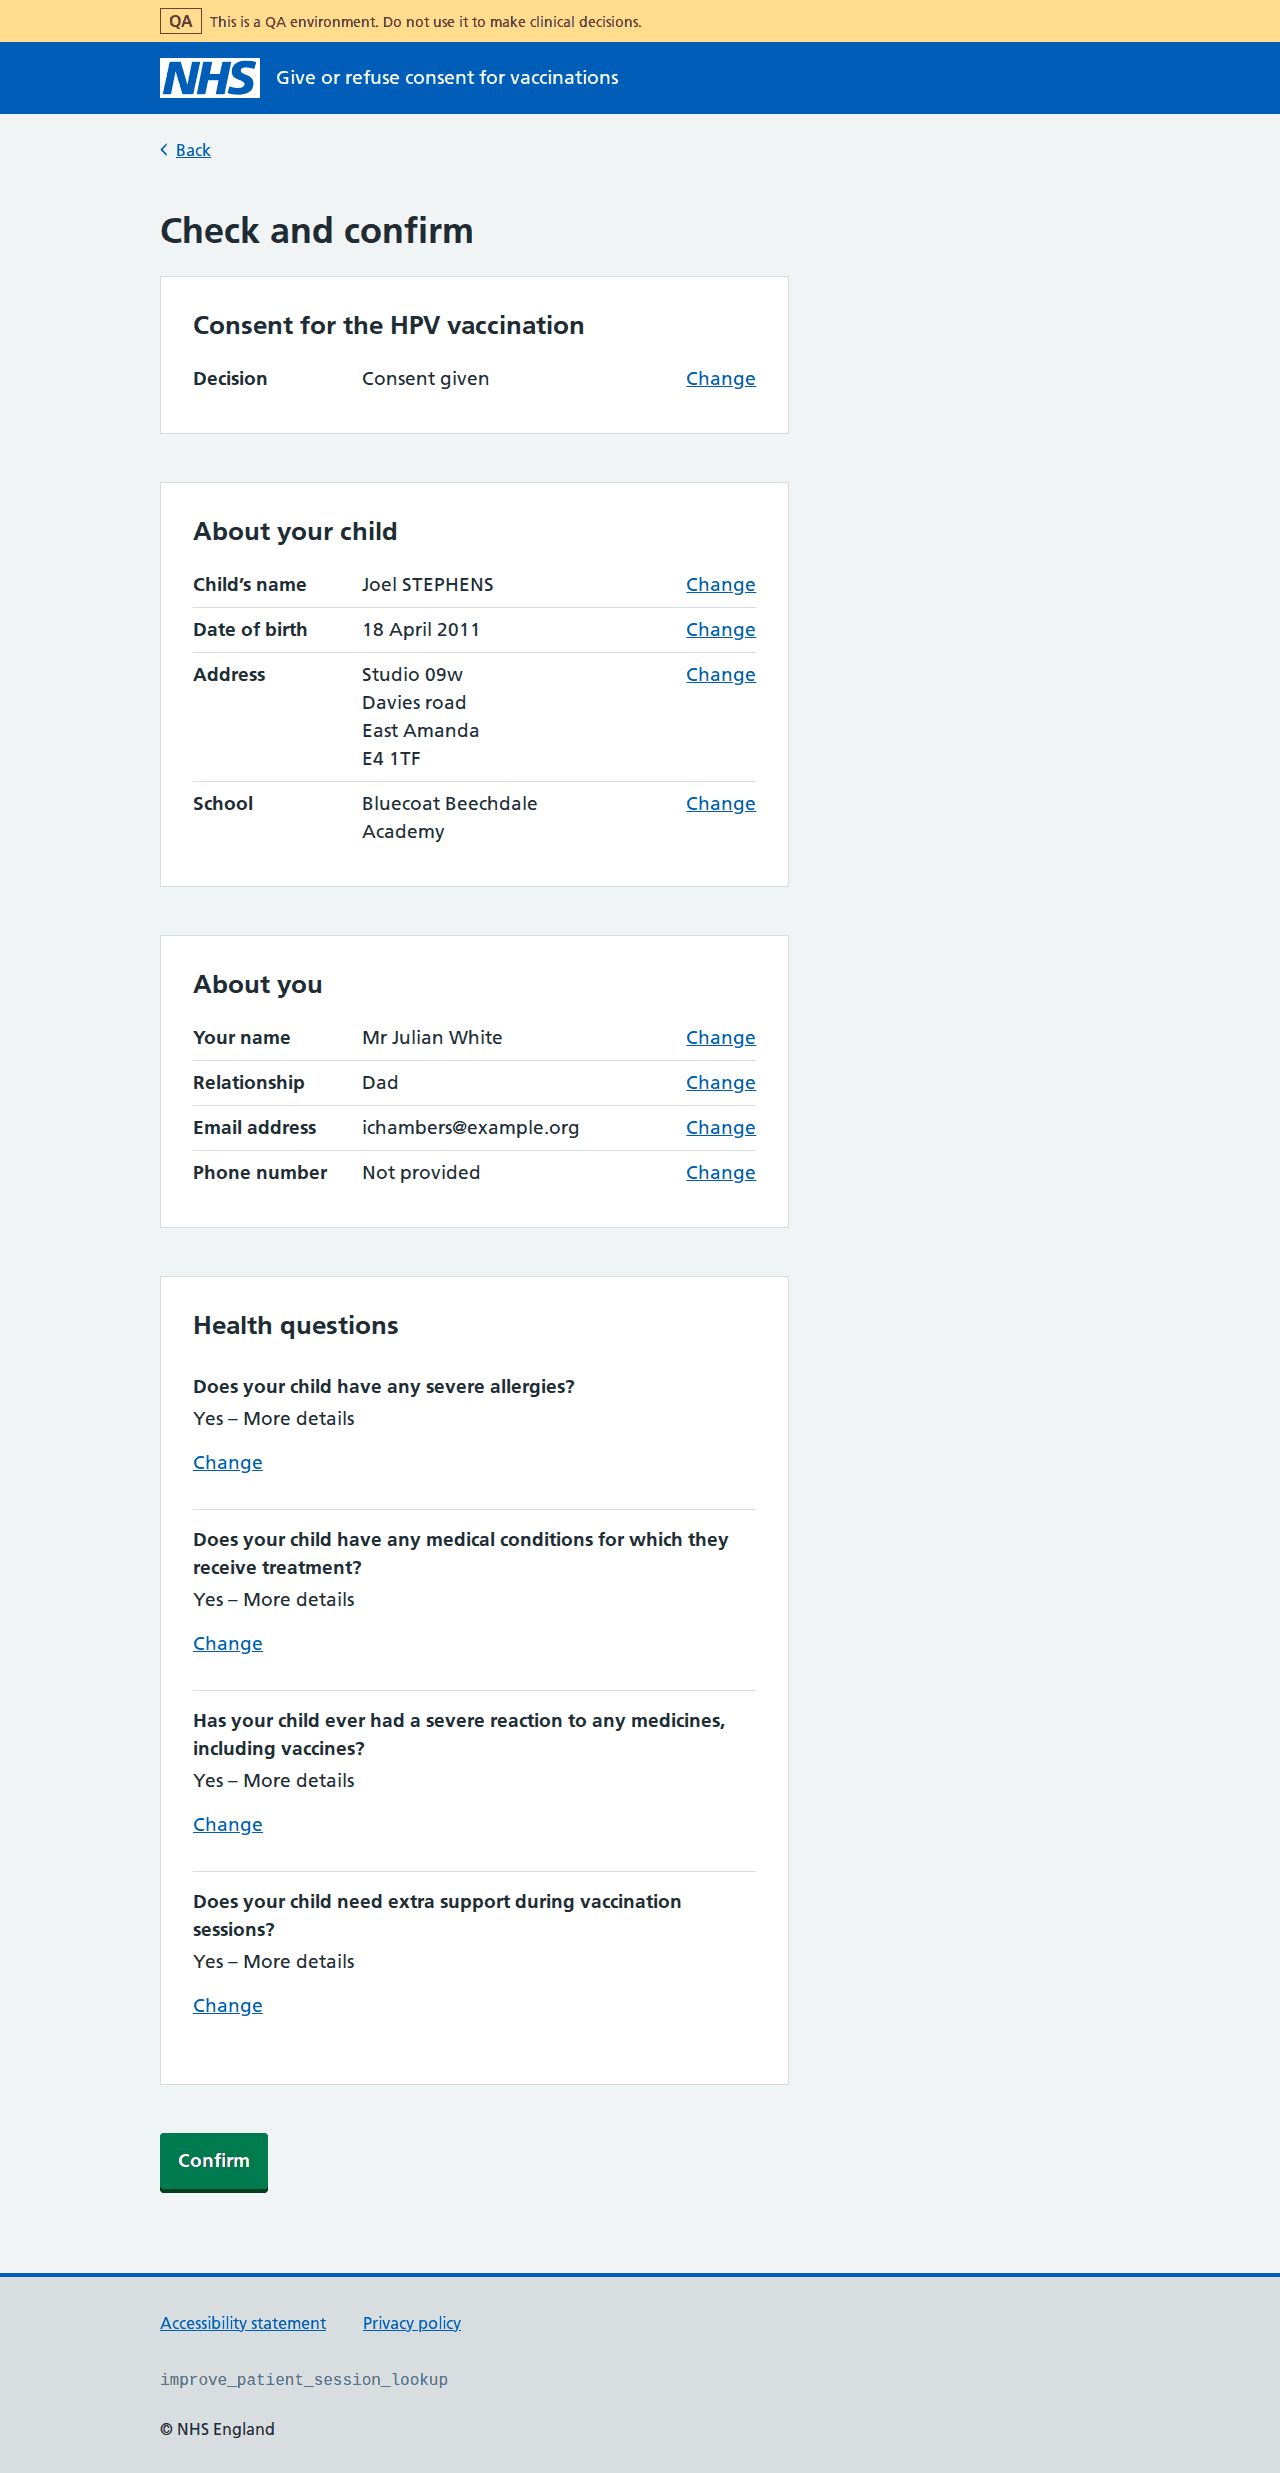 QA This is a QA environment. Do not use it to make clinical decisions.
NHS Give or refuse consent for vaccinations
Back
Check and confirm
Consent for the HPV vaccination
Decision Consent given Change
About your child
Child’s name Joel STEPHENS Change
Date of birth 18 April 2011 Change
Address Studio 09w Change
Davies road
East Amanda
E4 1TF
School Bluecoat Beechdale Change
Academy
About you
Your name Mr Julian White Change
Relationship Dad Change
Email address ichambers@example.org Change
Phone number Not provided Change
Health questions
Does your child have any severe allergies?
Yes – More details
Change
Does your child have any medical conditions for which they
receive treatment?
Yes – More details
Change
Has your child ever had a severe reaction to any medicines,
including vaccines?
Yes – More details
Change
Does your child need extra support during vaccination
sessions?
Yes – More details
Change
Confirm
Accessibility statement Privacy policy
improve_patient_session_lookup
© NHS England